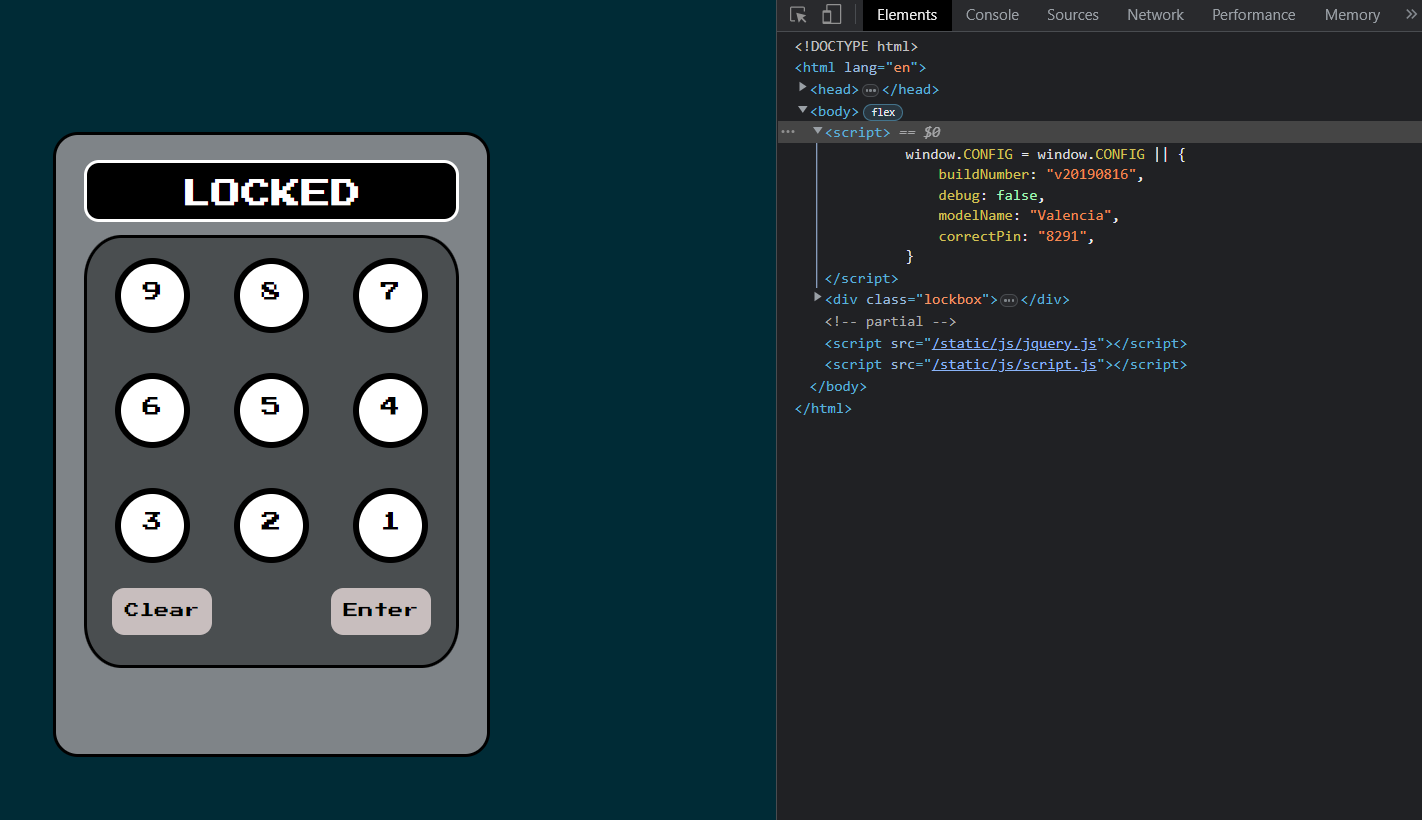 LOCKED
9 8 7
6 5 4
3 2 1
Clear Enter
Elements Console Sources Network Performance Memory »
<!DOCTYPE html>
<html lang="en">
<head> ⋯ </head>
<body> flex
⋯ <script> == $0
window.CONFIG = window.CONFIG || {
buildNumber: "v20190816",
debug: false,
modelName: "Valencia",
correctPin: "8291",
}
</script>
<div class="lockbox"> ⋯ </div>
<!-- partial -->
<script src="/static/js/jquery.js"></script>
<script src="/static/js/script.js"></script>
</body>
</html>